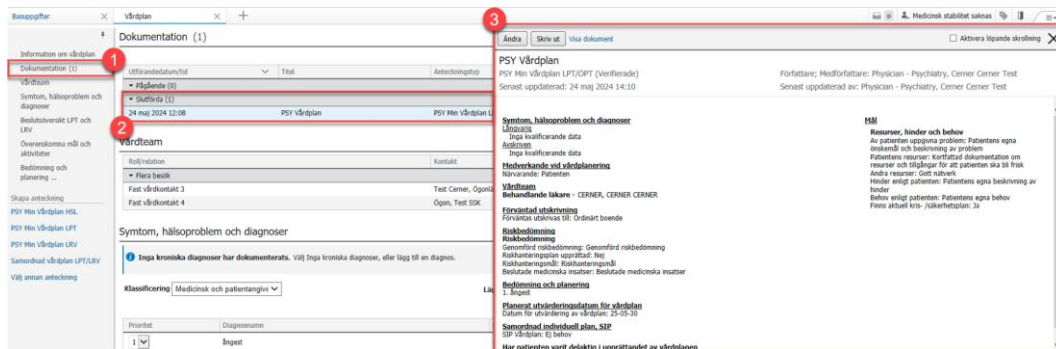 Basuppgifter
Vårdplan
0
Medicinsk stabilitet saknas
Information om vårdplan
Dokumentation (1)
Vårdteam
Symtom, hälsoproblem och
diagnoser
Beslutsöversikt LPT och
LRV
Överenskomna mål och
aktiviteter
Bedömning och
planering ...
Skapa anteckning
PSY Min Vårdplan HSL
PSY Min Vårdplan LPT
PSY Min Vårdplan LRV
Samordnad vårdplan LPT/LRV
Välj annan anteckning
1
2
3
Dokumentation (1)
Utförandedatum/tid
Titel
Anteckningstyp
Pågående (0)
Slutförda (1)
24 maj 2024 12:08
PSY Vårdplan
PSY Min Vårdplan L
Vårdteam
Roll/relation
Kontakt
Flera besök
Fast vårdkontakt 3
Test Cerner, Ögonlä
Fast vårdkontakt 4
Ögon, Test SSK
Symtom, hälsoproblem och diagnoser
Inga kroniska diagnoser har dokumenterats. Välj Inga kroniska diagnoser, eller lägg till en diagnos.
Klassificering Medicinsk och patientangive
Läg
Prioritet
Diagnosnamn
1
ångest
Ändra
Skriv ut
Visa dokument
Aktivera löpande skrollning
PSY Vårdplan
PSY Min Vårdplan LPT/ÖPT (Verifierade)
Senast uppdaterad: 24 maj 2024 14:10
Författare; Medförfattare: Physician - Psychiatry, Cerner Cerner Test
Senast uppdaterad av: Physician - Psychiatry, Cerner Cerner Test
Symtom, hälsoproblem och diagnoser
Långvarig
Inga kvalificerande data
Avskriven
Inga kvalificerande data
Medverkande vid vårdplanering
Närvarande: Patienten
Vårdteam
Behandlande läkare - CERNER, CERNER CERNER
Förväntad utskrivning
Förväntas utskrivas till: Ordinärt boende
Riskbedömning
Riskbedömning
Genomförd riskbedömning: Genomförd riskbedömning
Riskhanteringsplan upprättad: Nej
Riskhanteringsmål: Riskhanteringsmål
Beslutade medicinska insatser: Beslutade medicinska insatser
Bedömning och planering
1. ångest
Planerat utvärderingsdatum för vårdplan
Datum för utvärdering av vårdplan: 25-05-30
Samordnad individuell plan, SIP
SIP Vårdplan: Ej behov
Har patienten varit delaktig i upprättandet av vårdplanen
Mål
Resurser, hinder och behov
Av patienten uppgivna problem: Patientens egna
önskemål och beskrivning av problem
Patientens resurser: Kortfattad dokumentation om
resurser och tillgångar för att patienten ska bli frisk
Andra resurser: Gott nätverk
Hinder enligt patienten: Patientens egna beskrivning av
hinder
Behov enligt patienten: Patientens egna behov
Finns aktuell kris- /säkerhetsplan: Ja